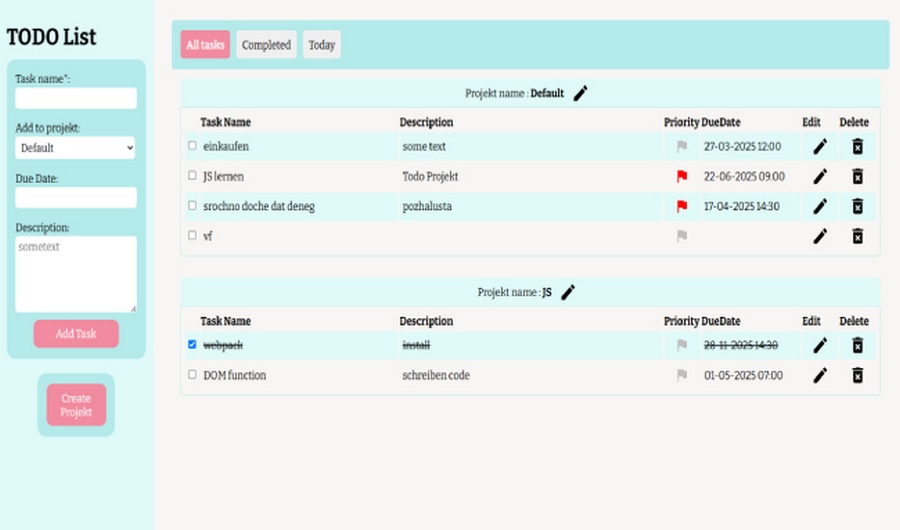 TODO List
Task name*:
Add to projekt:
Default
Due Date:
Description:
sometext
Add Task
Create
Projekt
All tasks Completed Today
Projekt name : Default
Task Name Description Priority DueDate Edit Delete
einkaufen some text 27-03-2025 12:00
JS lernen Todo Projekt 22-06-2025 09:00
srochno doche dat deneg pozhalusta 17-04-2025 14:30
vf
Projekt name : JS
Task Name Description Priority DueDate Edit Delete
webpack install 28-11-2025 14:30
DOM function schreiben code 01-05-2025 07:00